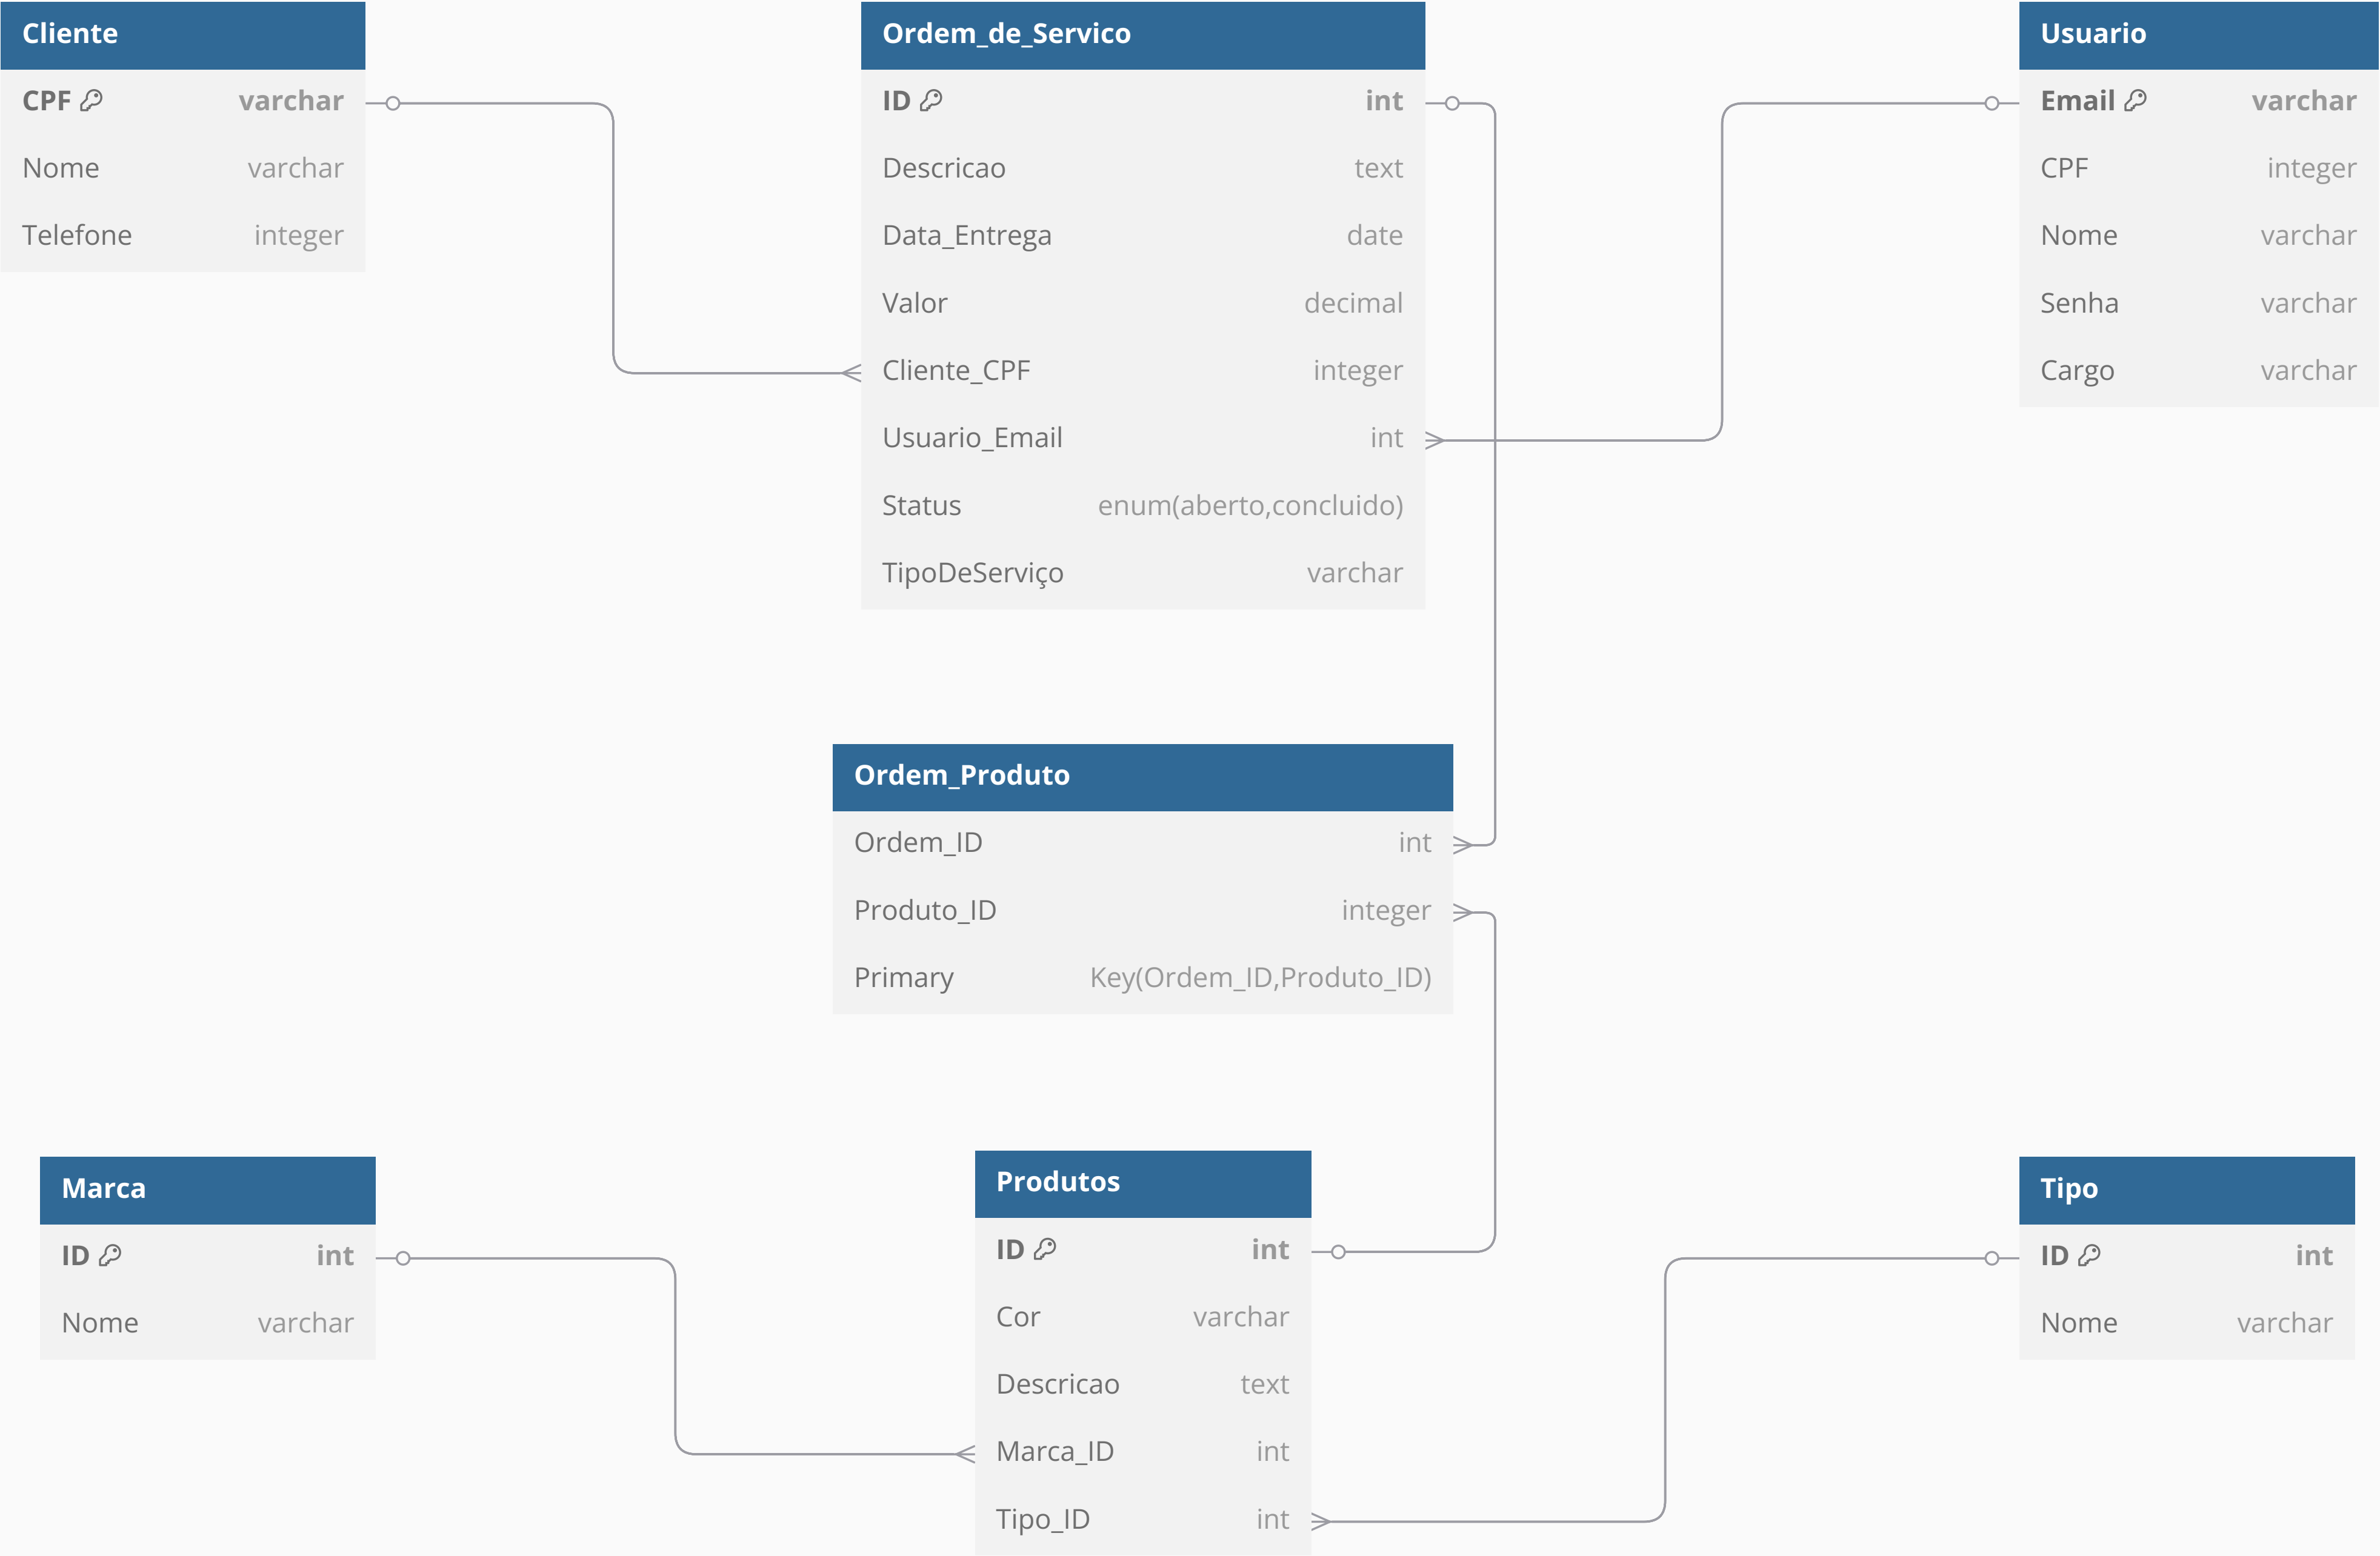 Cliente
CPF varchar
Nome varchar
Telefone integer
Ordem_de_Servico
ID int
Descricao text
Data_Entrega date
Valor decimal
Cliente_CPF integer
Usuario_Email int
Status enum(aberto,concluido)
TipoDeServiço varchar
Usuario
Email varchar
CPF integer
Nome varchar
Senha varchar
Cargo varchar
Ordem_Produto
Ordem_ID int
Produto_ID integer
Primary Key(Ordem_ID,Produto_ID)
Marca
ID int
Nome varchar
Produtos
ID int
Cor varchar
Descricao text
Marca_ID int
Tipo_ID int
Tipo
ID int
Nome varchar